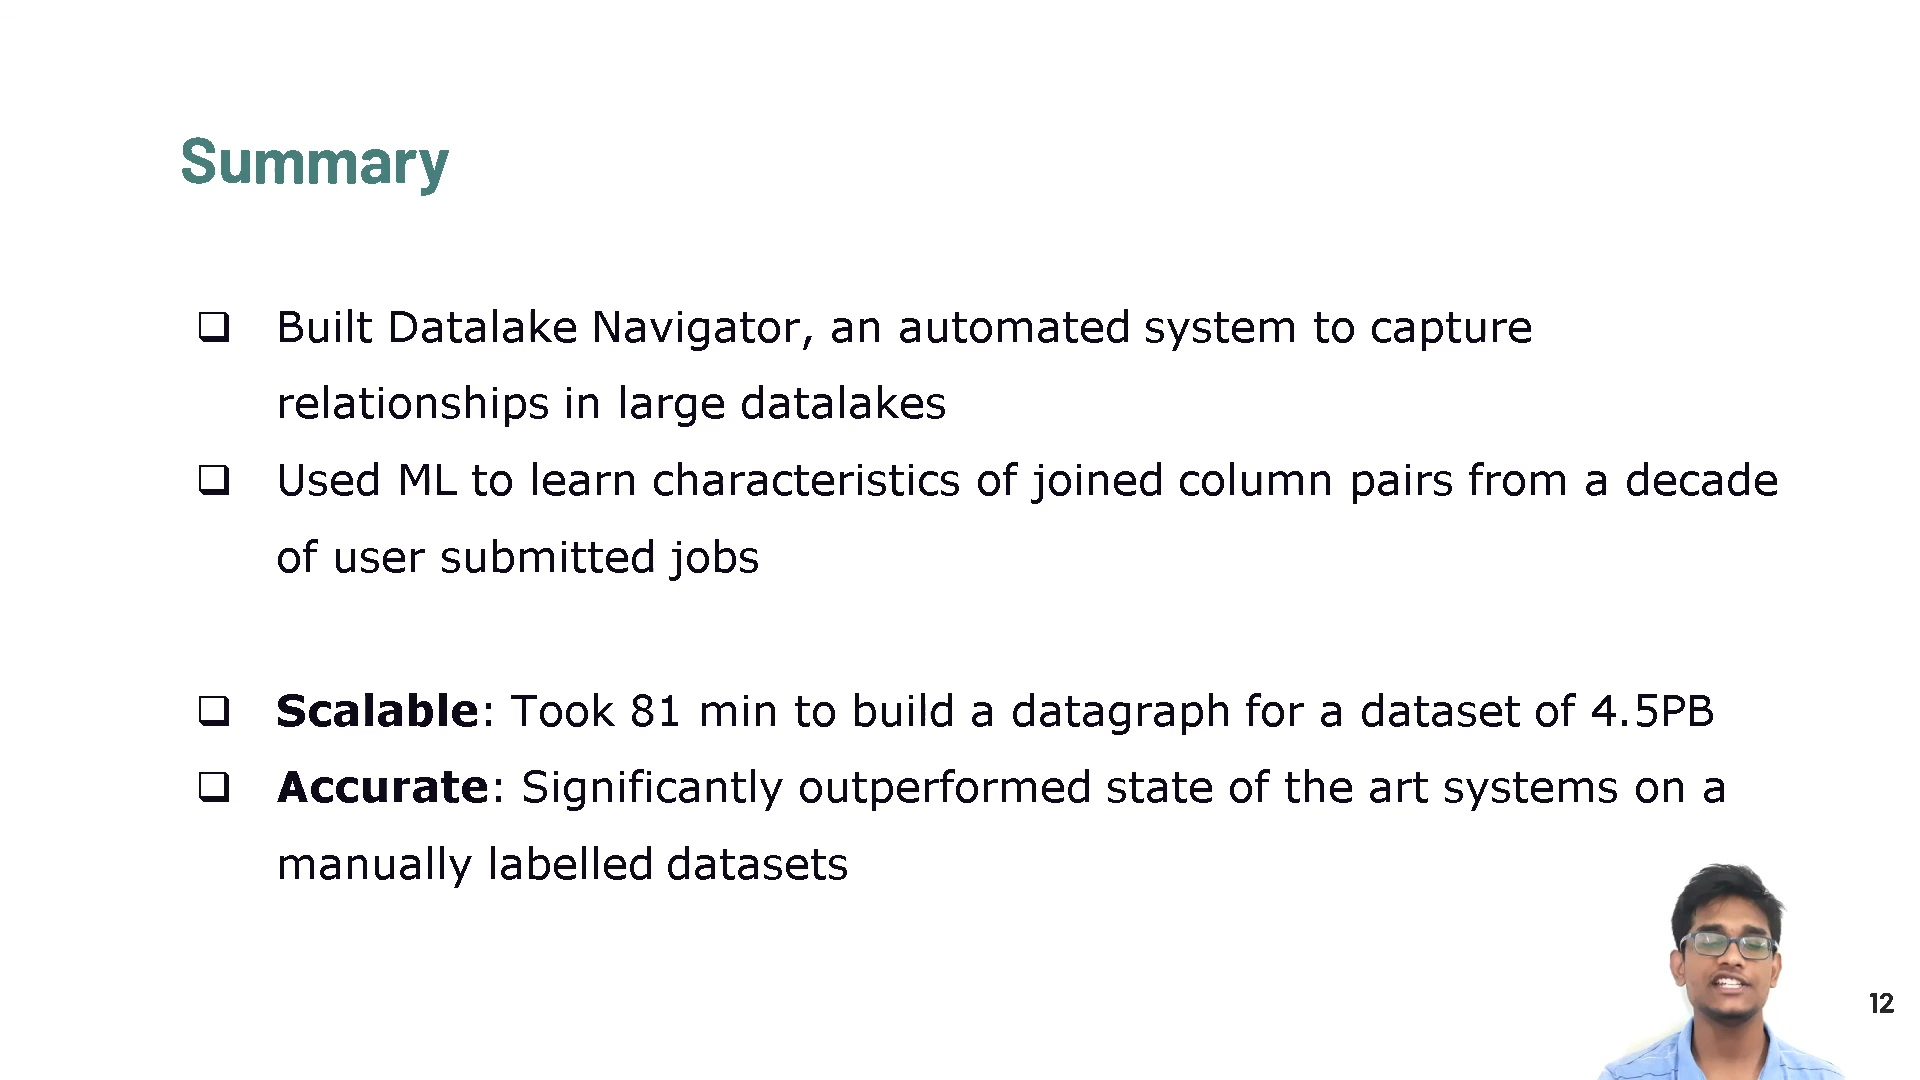 Summary
Built Datalake Navigator, an automated system to capture
relationships in large datalakes
Used ML to learn characteristics of joined column pairs from a decade
of user submitted jobs
Scalable: Took 81 min to build a datagraph for a dataset of 4.5PB
Accurate: Significantly outperformed state of the art systems on a
manually labelled datasets
12